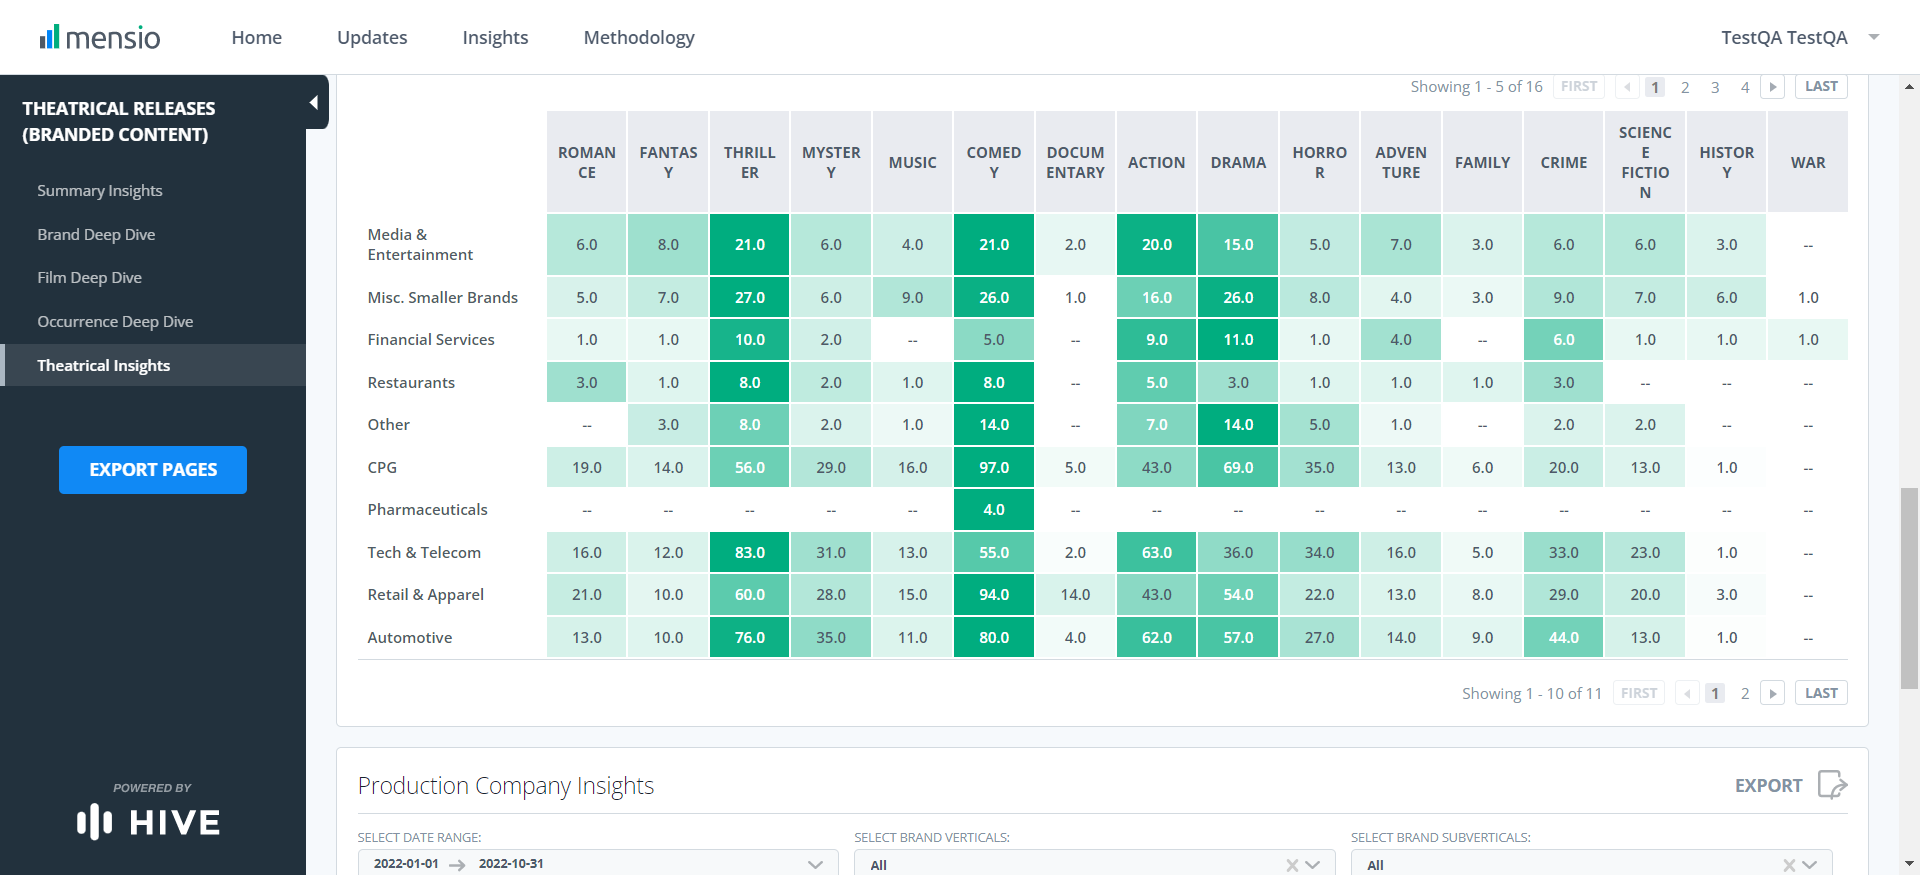 mensio Home Updates Insights Methodology TestQA TestQA
THEATRICAL RELEASES
(BRANDED CONTENT)
Summary Insights
Brand Deep Dive
Film Deep Dive
Occurrence Deep Dive
Theatrical Insights
EXPORT PAGES
POWERED BY
HIVE
Showing 1 - 5 of 16 FIRST 1 2 3 4 LAST
ROMAN
CE
FANTAS
Y
THRILL
ER
MYSTER
Y
MUSIC
COMED
Y
DOCUM
ENTARY
ACTION
DRAMA
HORRO
R
ADVEN
TURE
FAMILY
CRIME
SCIENC
E
FICTIO
N
HISTOR
Y
WAR
Media &
Entertainment
6.0 8.0 21.0 6.0 4.0 21.0 2.0 20.0 15.0 5.0 7.0 3.0 6.0 6.0 3.0 --
Misc. Smaller Brands 5.0 7.0 27.0 6.0 9.0 26.0 1.0 16.0 26.0 8.0 4.0 3.0 9.0 7.0 6.0 1.0
Financial Services 1.0 1.0 10.0 2.0 -- 5.0 -- 9.0 11.0 1.0 4.0 -- 6.0 1.0 1.0 1.0
Restaurants 3.0 1.0 8.0 2.0 1.0 8.0 -- 5.0 3.0 1.0 1.0 1.0 3.0 -- -- --
Other -- 3.0 8.0 2.0 1.0 14.0 -- 7.0 14.0 5.0 1.0 -- 2.0 2.0 -- --
CPG 19.0 14.0 56.0 29.0 16.0 97.0 5.0 43.0 69.0 35.0 13.0 6.0 20.0 13.0 1.0 --
Pharmaceuticals -- -- -- -- -- 4.0 -- -- -- -- -- -- -- -- -- --
Tech & Telecom 16.0 12.0 83.0 31.0 13.0 55.0 2.0 63.0 36.0 34.0 16.0 5.0 33.0 23.0 1.0 --
Retail & Apparel 21.0 10.0 60.0 28.0 15.0 94.0 14.0 43.0 54.0 22.0 13.0 8.0 29.0 20.0 3.0 --
Automotive 13.0 10.0 76.0 35.0 11.0 80.0 4.0 62.0 57.0 27.0 14.0 9.0 44.0 13.0 1.0 --
Showing 1 - 10 of 11 FIRST 1 2 LAST
Production Company Insights EXPORT
SELECT DATE RANGE: SELECT BRAND VERTICALS: SELECT BRAND SUBVERTICALS:
2022-01-01 → 2022-10-31 All All